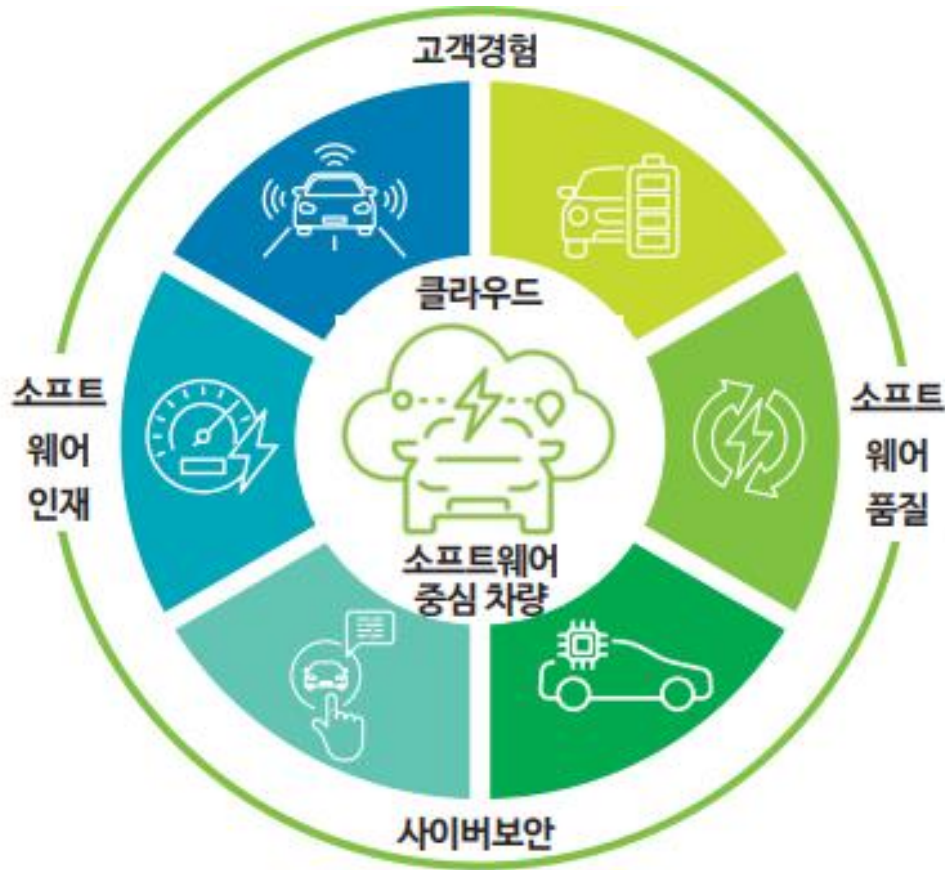 고객경험
클라우드
소프트
웨어
인재
소프트
웨어
품질
소프트웨어
중심 차량
사이버보안